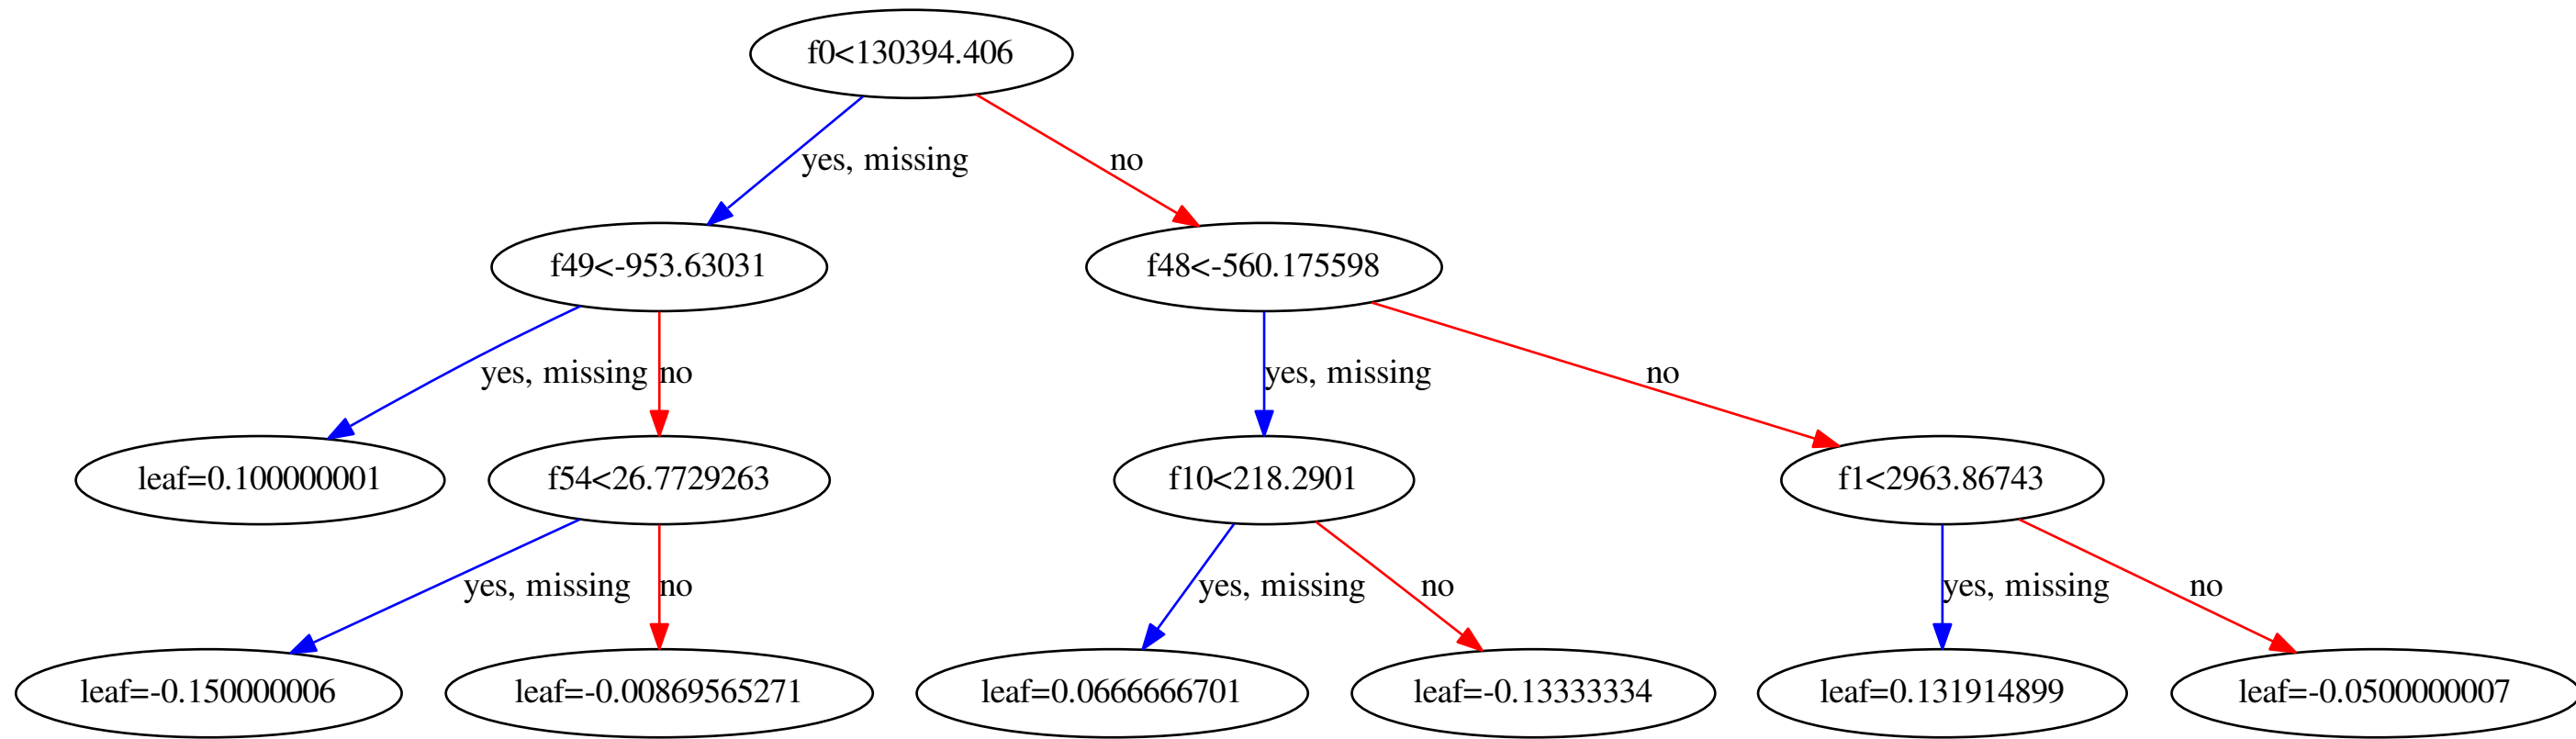 f0<130394.406
yes, missing
no
f49<-953.63031
f48<-560.175598
yes, missing
no
yes, missing
no
leaf=0.100000001
f54<26.7729263
f10<218.2901
f1<2963.86743
yes, missing
no
yes, missing
no
yes, missing
no
leaf=-0.150000006
leaf=-0.00869565271
leaf=0.0666666701
leaf=-0.13333334
leaf=0.131914899
leaf=-0.0500000007